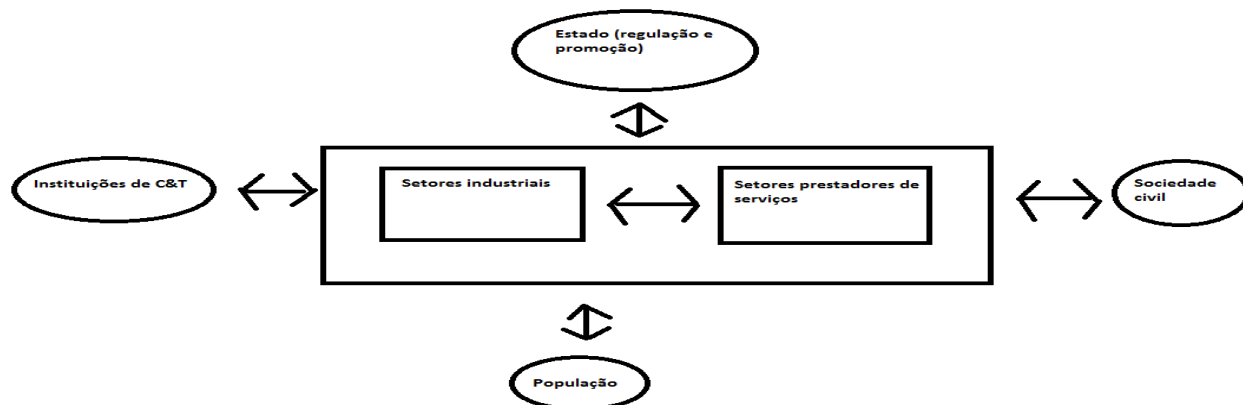 Estado (regulação e
promoção)
Instituições de C&T
Setores industriais
Setores prestadores de
serviços
Sociedade
civil
População